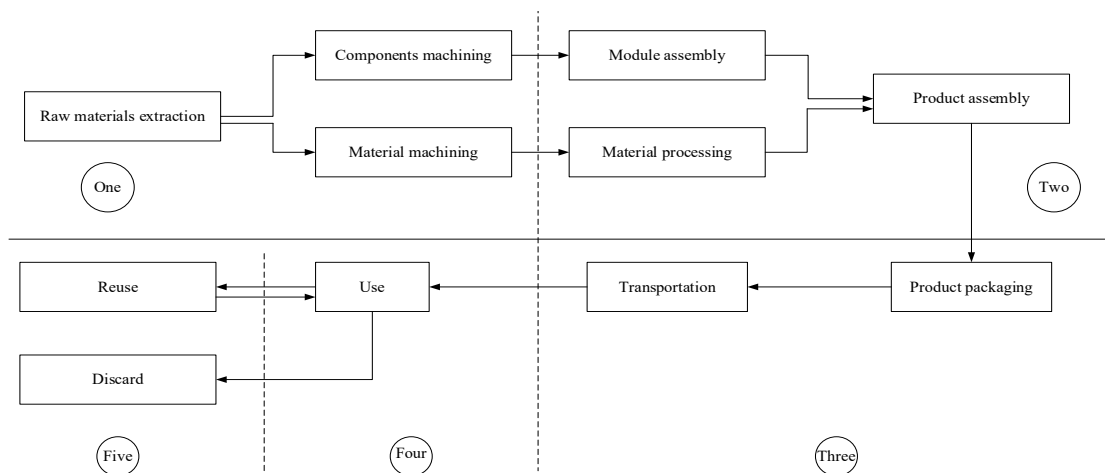 Components machining
Module assembly
Raw materials extraction
Product assembly
Material machining
Material processing
One
Two
Reuse
Use
Transportation
Product packaging
Discard
Five
Four
Three